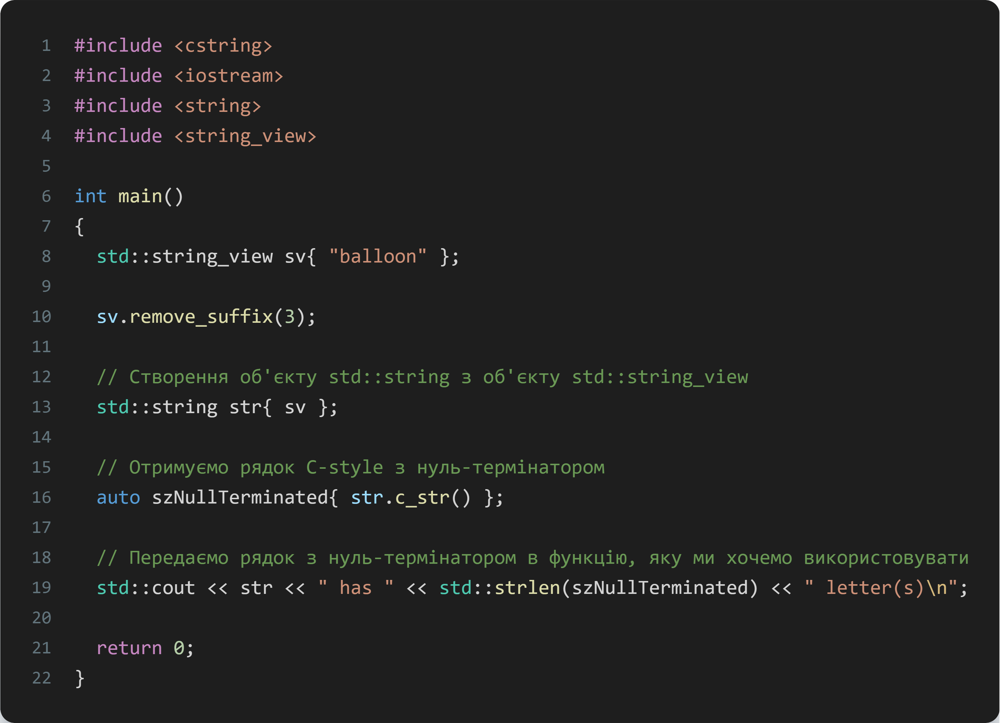 1 #include <cstring>
2 #include <iostream>
3 #include <string>
4 #include <string_view>
5
6 int main()
7 {
8   std::string_view sv{ "balloon" };
9
10   sv.remove_suffix(3);
11
12   // Створення об'єкту std::string з об'єкту std::string_view
13   std::string str{ sv };
14
15   // Отримуємо рядок C-style з нуль-термінатором
16   auto szNullTerminated{ str.c_str() };
17
18   // Передаємо рядок з нуль-термінатором в функцію, яку ми хочемо використовувати
19   std::cout << str << " has " << std::strlen(szNullTerminated) << " letter(s)\n";
20
21   return 0;
22 }